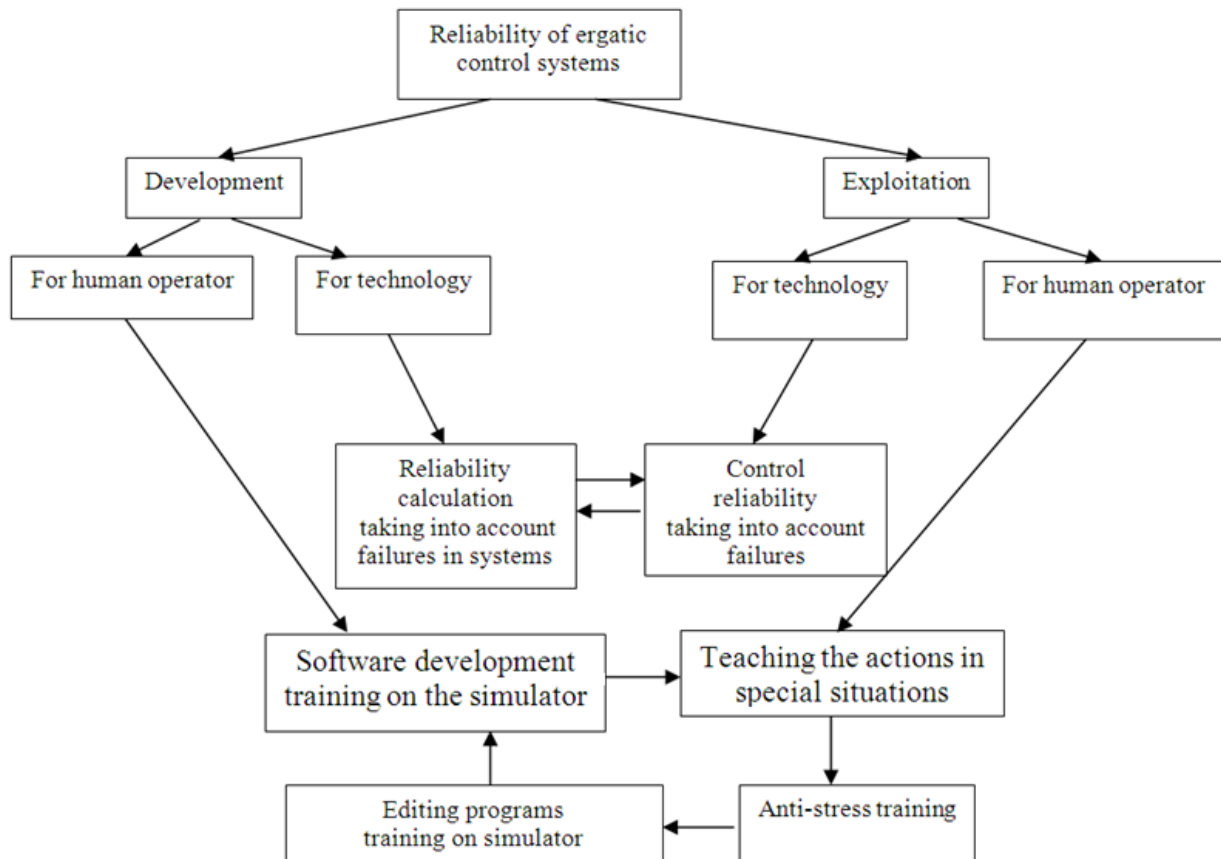 Reliability of ergatic
control systems
Development
Exploitation
For human operator
For technology
For technology
For human operator
Reliability
calculation
taking into account
failures in systems
Control
reliability
taking into account
failures
Software development
training on the simulator
Teaching the actions in
special situations
Editing programs
training on simulator
Anti-stress training